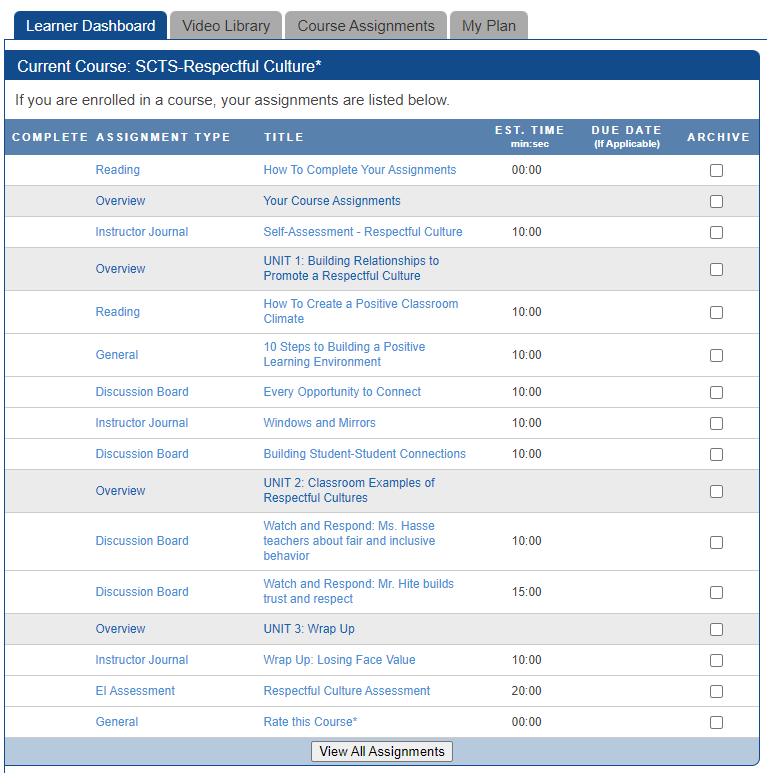 Learner Dashboard Video Library Course Assignments My Plan
Current Course: SCTS-Respectful Culture*
If you are enrolled in a course, your assignments are listed below.
COMPLETE ASSIGNMENT TYPE TITLE EST. TIME min:sec DUE DATE (If Applicable) ARCHIVE
Reading How To Complete Your Assignments 00:00
Overview Your Course Assignments
Instructor Journal Self-Assessment - Respectful Culture 10:00
Overview UNIT 1: Building Relationships to
Promote a Respectful Culture
Reading How To Create a Positive Classroom
Climate 10:00
General 10 Steps to Building a Positive
Learning Environment 10:00
Discussion Board Every Opportunity to Connect 10:00
Instructor Journal Windows and Mirrors 10:00
Discussion Board Building Student-Student Connections 10:00
Overview UNIT 2: Classroom Examples of
Respectful Cultures
Discussion Board Watch and Respond: Ms. Hasse
teachers about fair and inclusive
behavior 10:00
Discussion Board Watch and Respond: Mr. Hite builds
trust and respect 15:00
Overview UNIT 3: Wrap Up
Instructor Journal Wrap Up: Losing Face Value 10:00
EI Assessment Respectful Culture Assessment 20:00
General Rate this Course* 00:00
View All Assignments